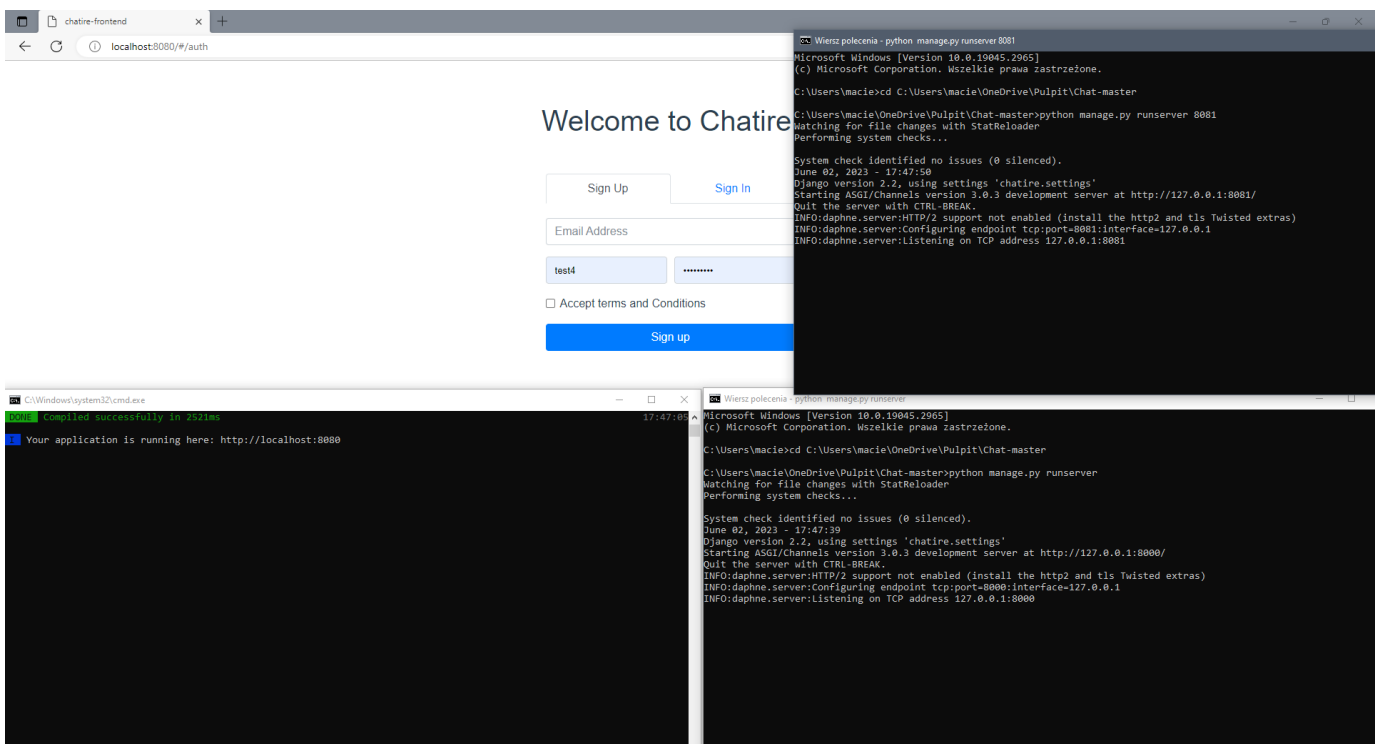 chatire-frontend
localhost:8080/#/auth
Welcome to Chatire
Sign Up
Sign In
Email Address
test4
•••••••••
Accept terms and Conditions
Sign up
Wiersz polecenia - python manage.py runserver 8081
Microsoft Windows [Version 10.0.19045.2965]
(c) Microsoft Corporation. Wszelkie prawa zastrzeżone.
C:\Users\macie>cd C:\Users\macie\OneDrive\Pulpit\Chat-master
C:\Users\macie\OneDrive\Pulpit\Chat-master>python manage.py runserver 8081
Watching for file changes with StatReloader
Performing system checks...
System check identified no issues (0 silenced).
June 02, 2023 - 17:47:50
Django version 2.2, using settings 'chatire.settings'
Starting ASGI/Channels version 3.0.3 development server at http://127.0.0.1:8081/
Quit the server with CTRL-BREAK.
INFO:daphne.server:HTTP/2 support not enabled (install the http2 and tls Twisted extras)
INFO:daphne.server:Configuring endpoint tcp:port=8081:interface=127.0.0.1
INFO:daphne.server:Listening on TCP address 127.0.0.1:8081
C:\Windows\system32\cmd.exe
DONE Compiled successfully in 2521ms 17:47:05
I Your application is running here: http://localhost:8080
Wiersz polecenia - python manage.py runserver
Microsoft Windows [Version 10.0.19045.2965]
(c) Microsoft Corporation. Wszelkie prawa zastrzeżone.
C:\Users\macie>cd C:\Users\macie\OneDrive\Pulpit\Chat-master
C:\Users\macie\OneDrive\Pulpit\Chat-master>python manage.py runserver
Watching for file changes with StatReloader
Performing system checks...
System check identified no issues (0 silenced).
June 02, 2023 - 17:47:39
Django version 2.2, using settings 'chatire.settings'
Starting ASGI/Channels version 3.0.3 development server at http://127.0.0.1:8000/
Quit the server with CTRL-BREAK.
INFO:daphne.server:HTTP/2 support not enabled (install the http2 and tls Twisted extras)
INFO:daphne.server:Configuring endpoint tcp:port=8000:interface=127.0.0.1
INFO:daphne.server:Listening on TCP address 127.0.0.1:8000